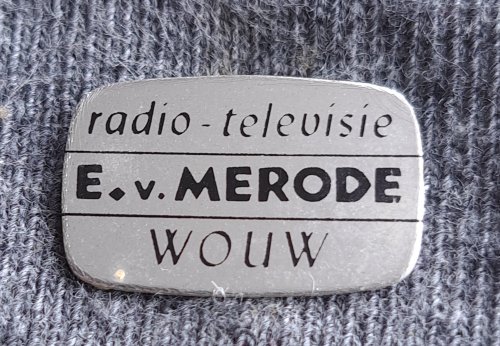 radio - televisie
E. v. MERODE
WOUW